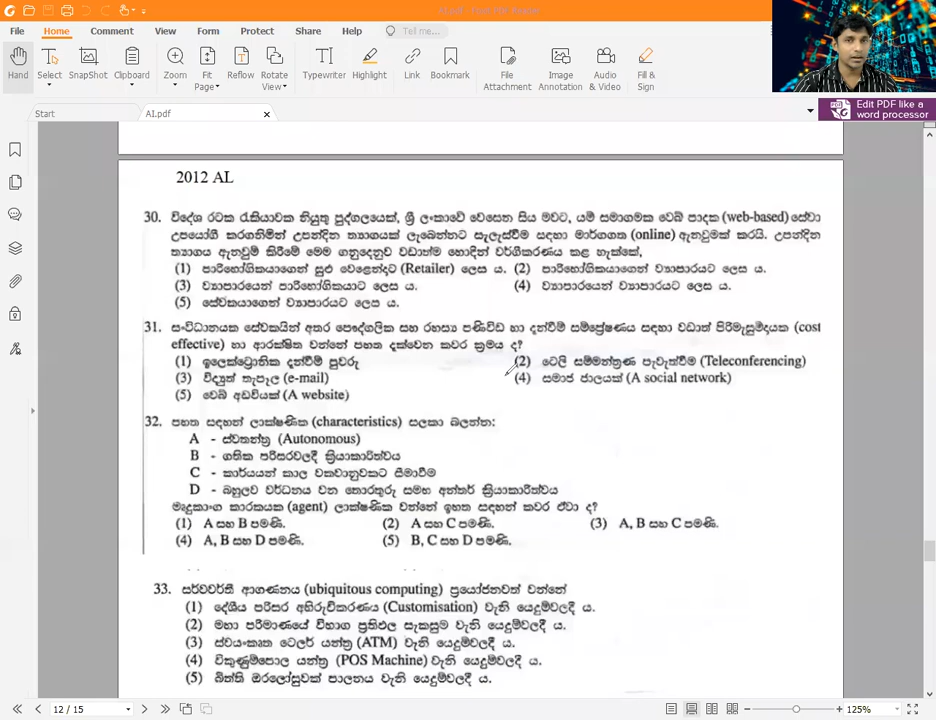 File Home Comment View Form Protect Share Help Tell me...
Hand Select SnapShot Clipboard Zoom Fit Page Reflow Rotate View Typewriter Highlight Link Bookmark File Attachment Image Annotation Audio & Video Fill & Sign
Start AI.pdf
Edit PDF like a word processor
2012 AL
30. විදේශ රටක රැකියාවක නියුතු පුද්ගලයෙක්, ශ්‍රී ලංකාවේ වෙසෙන සිය මවට, යම් සමාගමක වෙබ් පාදක (web-based) සේවා
උපයෝගී කරගනිමින් උපන්දින ත්‍යාගයක් ලැබෙන්නට සැලැස්වීම සඳහා මාර්ගගත (online) ඇනවුමක් කරයි. උපන්දින
ත්‍යාගය ඇනවුම් කිරීමේ මෙම ගනුදෙනුව වඩාත්ම හොඳින් වර්ගීකරණය කළ හැක්කේ,
(1) පාරිභෝගිකයාගෙන් සුළු වෙළෙන්දාට (Retailer) ලෙස ය. (2) පාරිභෝගිකයාගෙන් ව්‍යාපාරයට ලෙස ය.
(3) ව්‍යාපාරයෙන් පාරිභෝගිකයාට ලෙස ය. (4) ව්‍යාපාරයෙන් ව්‍යාපාරයට ලෙස ය.
(5) සේවකයාගෙන් ව්‍යාපාරයට ලෙස ය.
31. සංවිධානයක සේවකයින් අතර පෞද්ගලික සහ රහස්‍ය පණිවිඩ හා දැන්වීම් සම්ප්‍රේෂණය සඳහා වඩාත් පිරිමැසුම්දායක (cost
effective) හා ආරක්ෂිත වන්නේ පහත දැක්වෙන කවර ක්‍රමය ද?
(1) ඉලෙක්ට්‍රොනික දැන්වීම් පුවරු (2) ටෙලි සම්මන්ත්‍රණ පැවැත්වීම (Teleconferencing)
(3) විද්‍යුත් තැපෑල (e-mail) (4) සමාජ ජාලයක් (A social network)
(5) වෙබ් අඩවියක් (A website)
32. පහත සඳහන් ලාක්ෂණික (characteristics) සලකා බලන්න:
A - ස්වතන්ත්‍ර (Autonomous)
B - ගතික පරිසරවලදී ක්‍රියාකාරිත්වය
C - කාර්යයන් කාල වකවානුවකට සීමාවීම
D - බහුලව වර්ධනය වන තොරතුරු සමඟ අන්තර් ක්‍රියාකාරිත්වය
මෘදුකාංග කාරකයක (agent) ලාක්ෂණික වන්නේ ඉහත සඳහන් කවර ඒවා ද?
(1) A සහ B පමණි. (2) A සහ C පමණි. (3) A, B සහ C පමණි.
(4) A, B සහ D පමණි. (5) B, C සහ D පමණි.
33. සර්වවර්තී ආගණනය (ubiquitous computing) ප්‍රයෝජනවත් වන්නේ
(1) දේශීය පරිසර අභිරුචිකරණය (Customisation) වැනි යෙදුම්වලදී ය.
(2) මහා පරිමාණයේ විභාග ප්‍රතිඵල සැකසුම් වැනි යෙදුම්වලදී ය.
(3) ස්වයංකෘත ටෙලර් යන්ත්‍ර (ATM) වැනි යෙදුම්වලදී ය.
(4) විකුණුම්පොල යන්ත්‍ර (POS Machine) වැනි යෙදුම්වලදී ය.
(5) බිත්ති ඔරලෝසුවක් පාලනය වැනි යෙදුම්වලදී ය.
12 / 15 125%